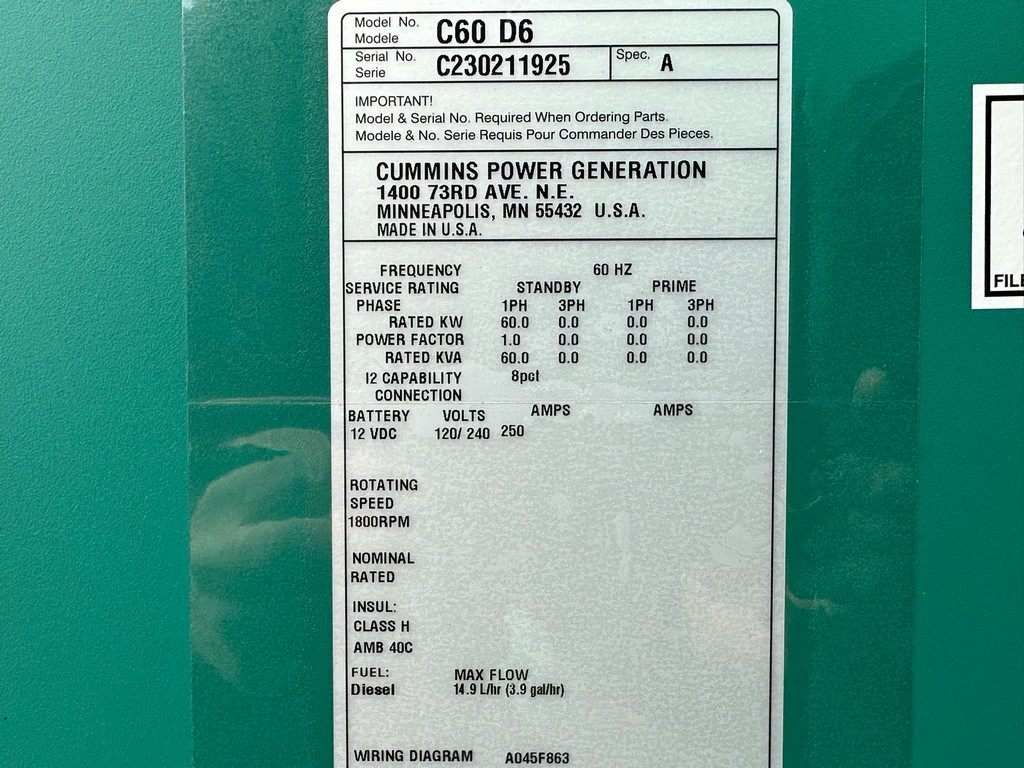 Model No. C60 D6
Modele
Serial No. C230211925 Spec. A
Serie
IMPORTANT!
Model & Serial No. Required When Ordering Parts.
Modele & No. Serie Requis Pour Commander Des Pieces.
CUMMINS POWER GENERATION
1400 73RD AVE. N.E.
MINNEAPOLIS, MN 55432 U.S.A.
MADE IN U.S.A.
FREQUENCY 60 HZ
SERVICE RATING STANDBY PRIME
PHASE 1PH 3PH 1PH 3PH
RATED KW 60.0 0.0 0.0 0.0
POWER FACTOR 1.0 0.0 0.0 0.0
RATED KVA 60.0 0.0 0.0 0.0
I2 CAPABILITY 8pct
CONNECTION
BATTERY VOLTS AMPS AMPS
12 VDC 120/ 240 250
ROTATING
SPEED
1800RPM
NOMINAL
RATED
INSUL:
CLASS H
AMB 40C
FUEL: MAX FLOW
Diesel 14.9 L/hr (3.9 gal/hr)
WIRING DIAGRAM A045F863